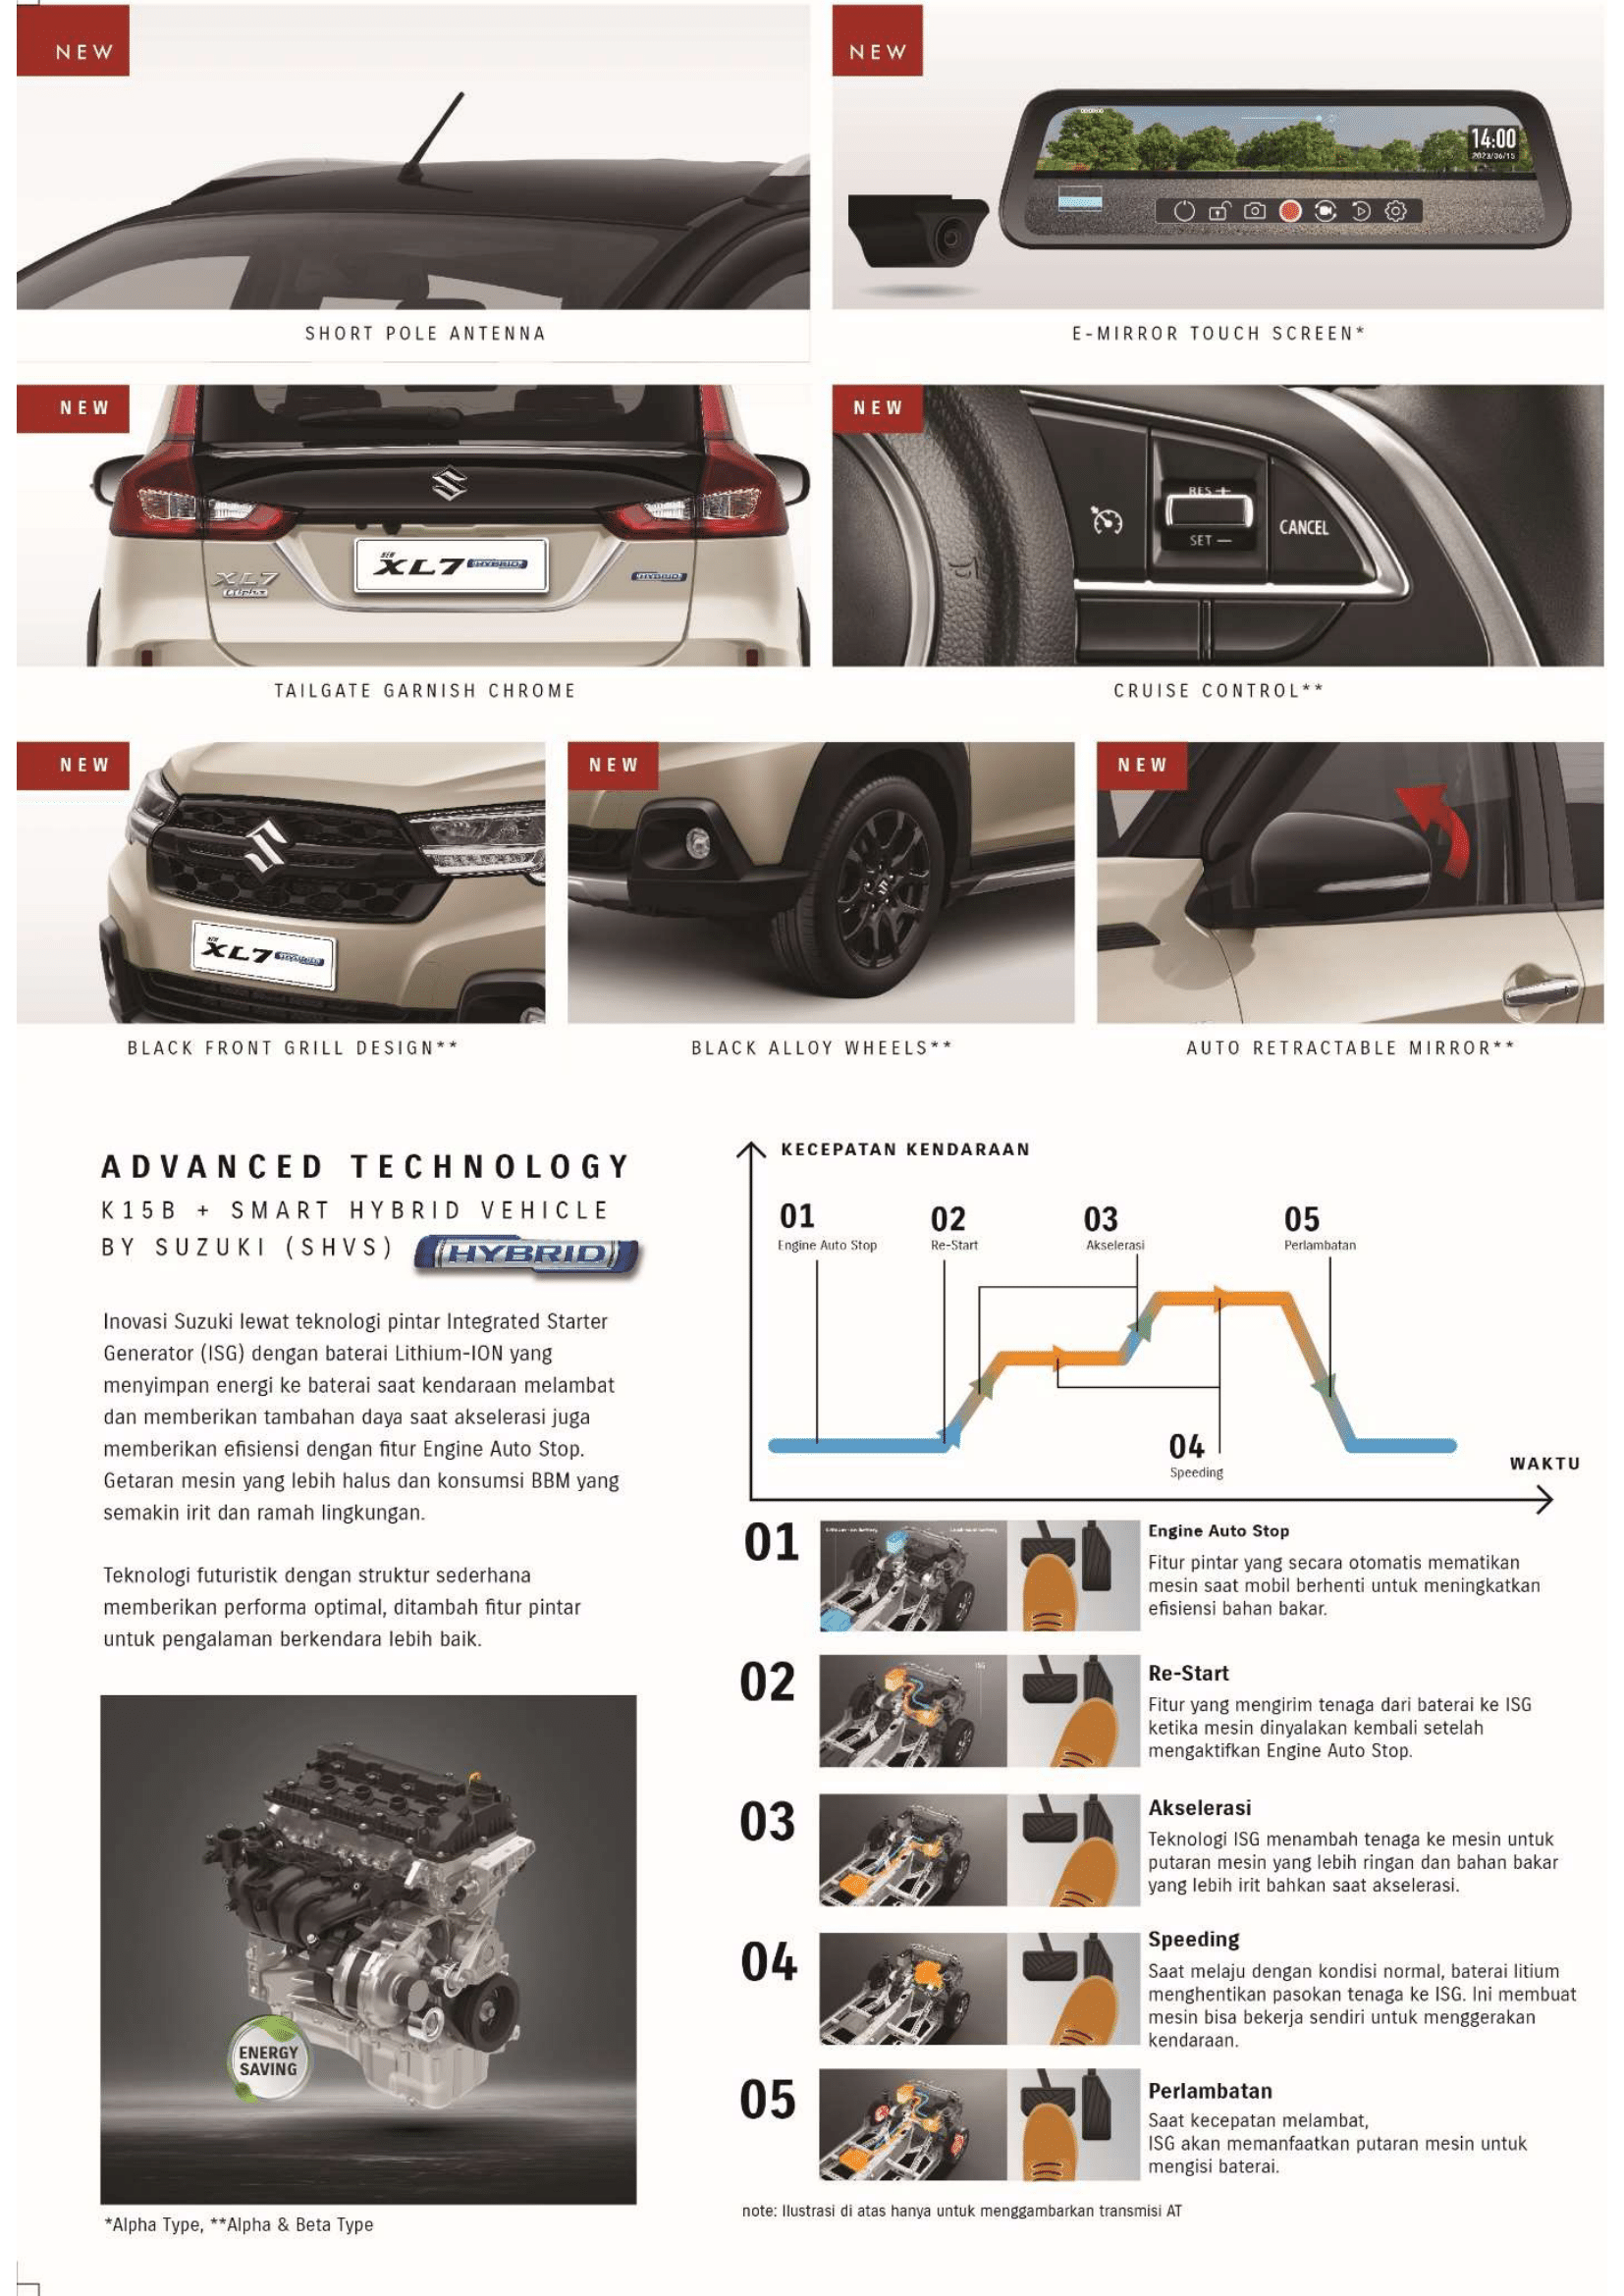 NEW
NEW
14:00
2023/06/15
SHORT POLE ANTENNA
E-MIRROR TOUCH SCREEN*
NEW
NEW
NEW
XL7 HYBRID
XL7
Alpha
HYBRID
RES +
SET −
CANCEL
TAILGATE GARNISH CHROME
CRUISE CONTROL**
NEW
NEW
NEW
NEW
XL7 HYBRID
BLACK FRONT GRILL DESIGN**
BLACK ALLOY WHEELS**
AUTO RETRACTABLE MIRROR**
ADVANCED TECHNOLOGY
K15B + SMART HYBRID VEHICLE
BY SUZUKI (SHVS)
HYBRID
Inovasi Suzuki lewat teknologi pintar Integrated Starter
Generator (ISG) dengan baterai Lithium-ION yang
menyimpan energi ke baterai saat kendaraan melambat
dan memberikan tambahan daya saat akselerasi juga
memberikan efisiensi dengan fitur Engine Auto Stop.
Getaran mesin yang lebih halus dan konsumsi BBM yang
semakin irit dan ramah lingkungan.
Teknologi futuristik dengan struktur sederhana
memberikan performa optimal, ditambah fitur pintar
untuk pengalaman berkendara lebih baik.
ENERGY
SAVING
*Alpha Type, **Alpha & Beta Type
KECEPATAN KENDARAAN
01
Engine Auto Stop
02
Re-Start
03
Akselerasi
05
Perlambatan
04
Speeding
WAKTU
01
Engine Auto Stop
Fitur pintar yang secara otomatis mematikan
mesin saat mobil berhenti untuk meningkatkan
efisiensi bahan bakar.
02
ISG
Re-Start
Fitur yang mengirim tenaga dari baterai ke ISG
ketika mesin dinyalakan kembali setelah
mengaktifkan Engine Auto Stop.
03
Akselerasi
Teknologi ISG menambah tenaga ke mesin untuk
putaran mesin yang lebih ringan dan bahan bakar
yang lebih irit bahkan saat akselerasi.
04
Speeding
Saat melaju dengan kondisi normal, baterai litium
menghentikan pasokan tenaga ke ISG. Ini membuat
mesin bisa bekerja sendiri untuk menggerakan
kendaraan.
05
Perlambatan
Saat kecepatan melambat,
ISG akan memanfaatkan putaran mesin untuk
mengisi baterai.
note: Ilustrasi di atas hanya untuk menggambarkan transmisi AT